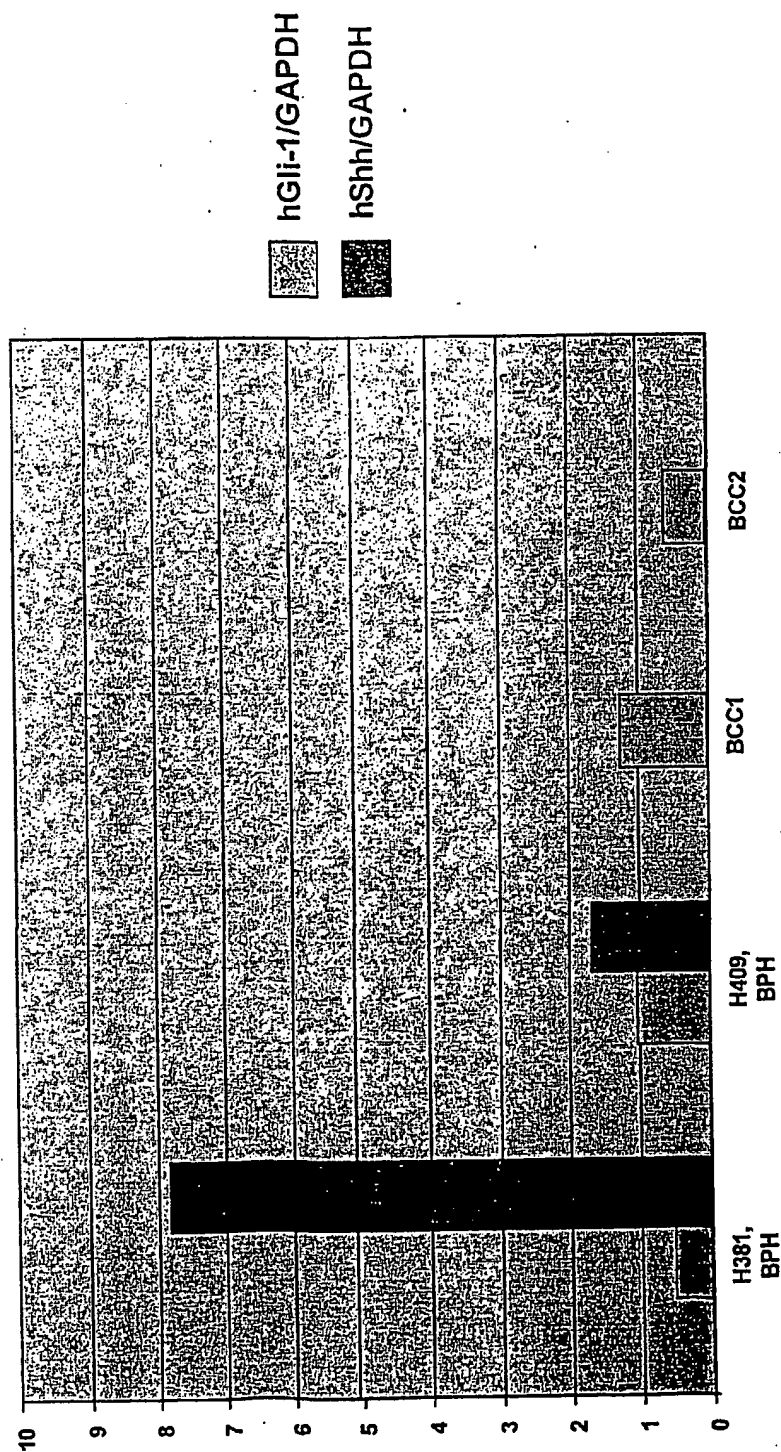 10
9
8
7
6
5
4
3
2
1
0
H381,
BPH
H409,
BPH
BCC1
BCC2
hGli-1/GAPDH
hShh/GAPDH